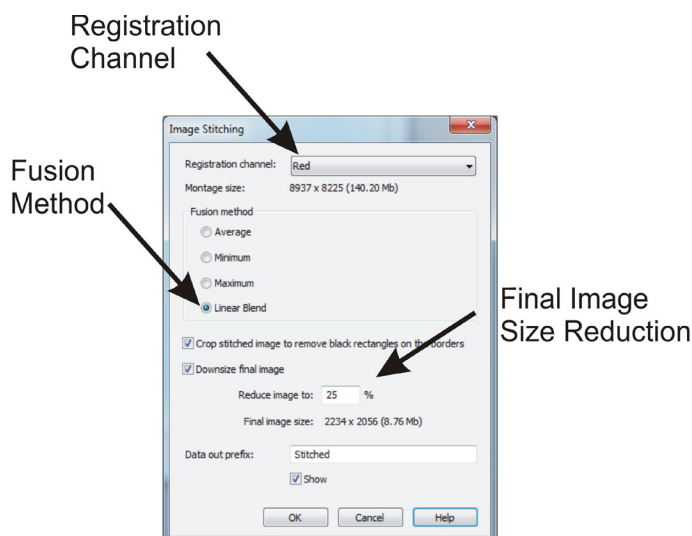 Registration
Channel
Image Stitching
Registration channel: Red
Montage size: 8937 x 8225 (140.20 Mb)
Fusion
Method
Fusion method
Average
Minimum
Maximum
Linear Blend
Final Image
Size Reduction
Crop stitched image to remove black rectangles on the borders
Downsize final image
Reduce image to: 25 %
Final image size: 2234 x 2056 (8.76 Mb)
Data out prefix: Stitched
Show
OK Cancel Help